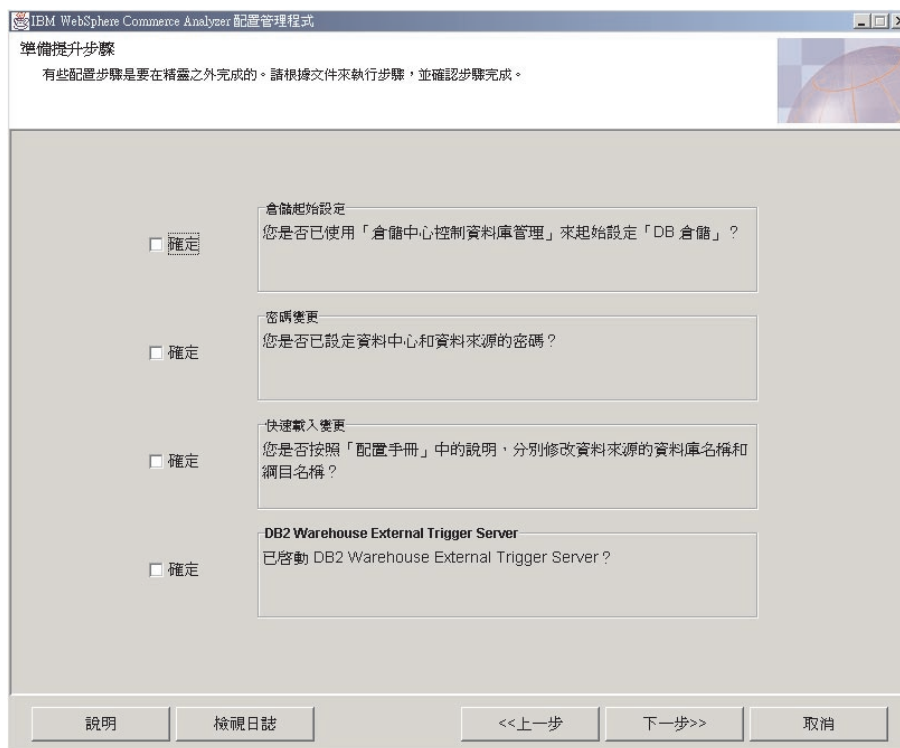 IBM WebSphere Commerce Analyzer 配置管理程式
準備提升步驟
有些配置步驟是要在精靈之外完成的。請根據文件來執行步驟,並確認步驟完成。
倉儲起始設定
確定
您是否已使用「倉儲中心控制資料庫管理」來起始設定「DB 倉儲」?
密碼變更
確定
您是否已設定資料中心和資料來源的密碼?
快速載入變更
確定
您是否按照「配置手冊」中的說明,分別修改資料來源的資料庫名稱和
綱目名稱?
DB2 Warehouse External Trigger Server
確定
已啓動 DB2 Warehouse External Trigger Server?
說明
檢視日誌
<<上一步
下一步>>
取消